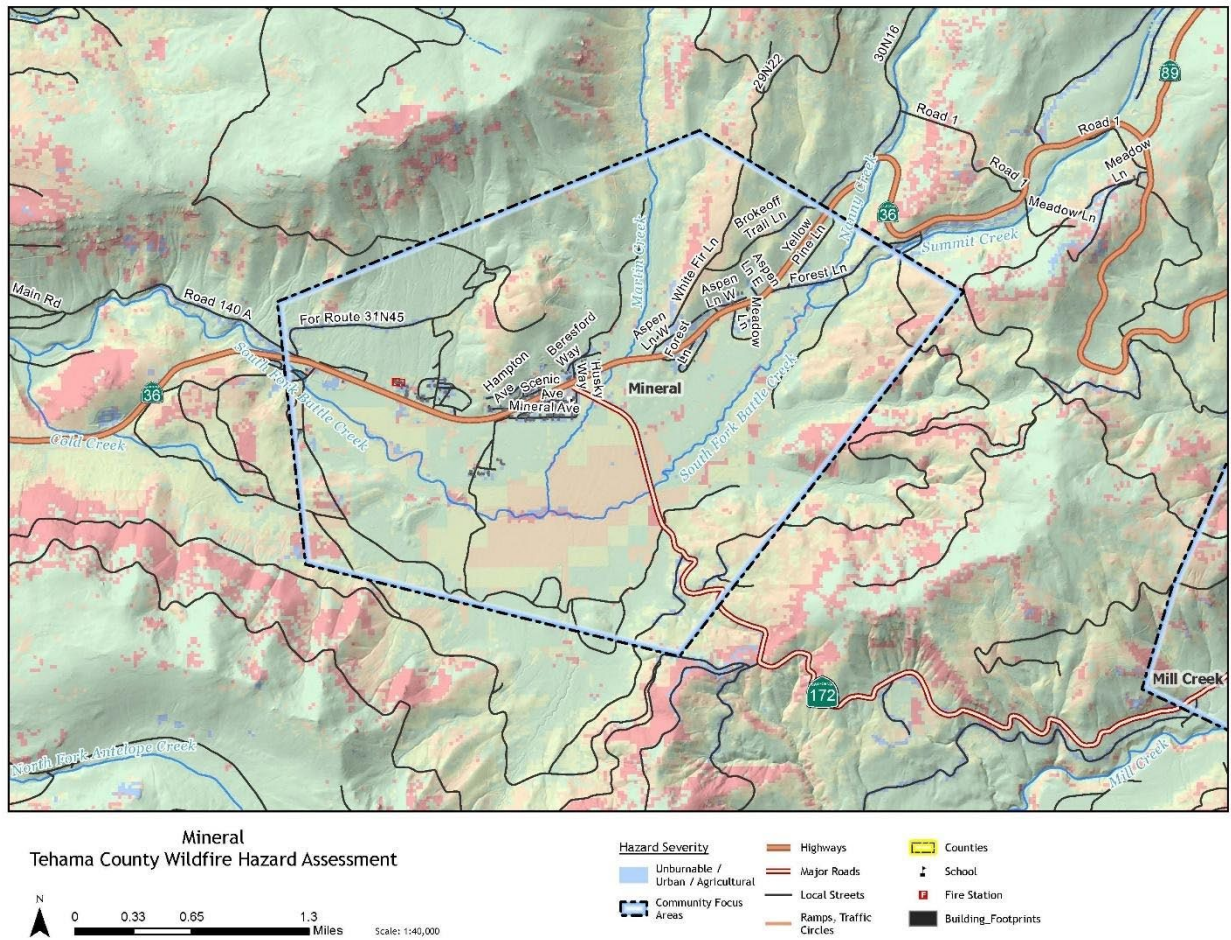 30N16
89
29N22
Road 1
Road 1
Meadow Ln
Road 1
Nanny Creek
36
Meadow Ln
Brokeoff Trail Ln
Yellow Pine Ln
Summit Creek
Martin Creek
White Fir Ln
Aspen Ln E
Forest Ln
Main Rd
Road 140 A
Aspen Ln W
For Route 31N45
Meadow Ln
Aspen Ln W
Forest Ln
Beresford Way
South Fork Battle Creek
Hampton Ave
Scenic Ave
Husky Way
Mineral
36
Mineral Ave
South Fork Battle Creek
Cold Creek
172
Mill Creek
North Fork Antelope Creek
Mill Creek
Mineral
Tehama County Wildfire Hazard Assessment
N
0 0.33 0.65 1.3
Miles
Scale: 1:40,000
Hazard Severity
Unburnable /
Urban / Agricultural
Community Focus
Areas
Highways
Major Roads
Local Streets
Ramps, Traffic
Circles
Counties
School
F Fire Station
Building_Footprints